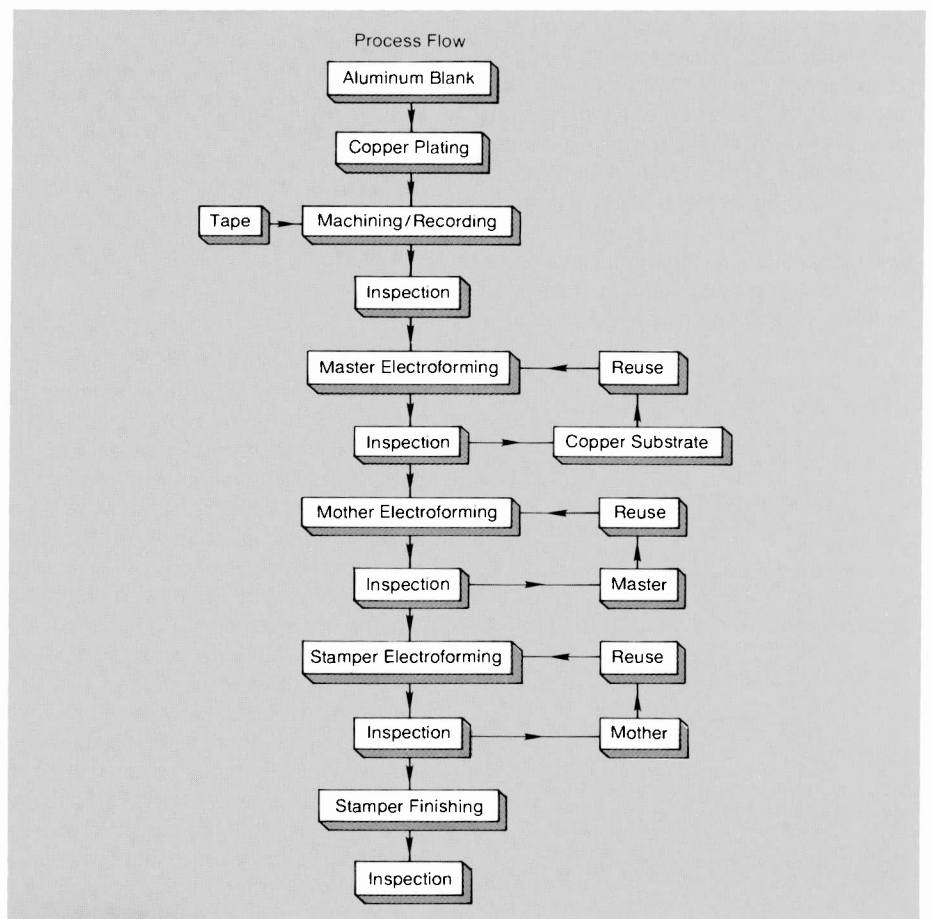 Process Flow
Aluminum Blank
Copper Plating
Tape
Machining/Recording
Inspection
Master Electroforming
Reuse
Inspection
Copper Substrate
Mother Electroforming
Reuse
Inspection
Master
Stamper Electroforming
Reuse
Inspection
Mother
Stamper Finishing
Inspection